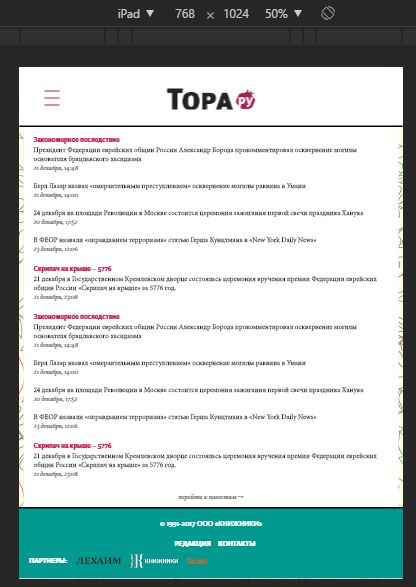 iPad ▼ 768 × 1024 50% ▼
ТОРА РУ
Закономерное последствие
Президент Федерации еврейских общин России Александр Борода прокомментировал осквернение могилы
основателя брацлавского хасидизма
21 декабря, 14:48
Берл Лазар назвал «омерзительным преступлением» осквернение могилы раввина в Умани
21 декабря, 14:00
24 декабря на площади Революции в Москве состоится церемония зажигания первой свечи праздника Ханука
20 декабря, 17:52
В ФЕОР назвали «оправданием терроризма» статью Герша Кунцмана в «New York Daily News»
23 декабря, 12:06
Скрипач на крыше – 5776
21 декабря в Государственном Кремлевском дворце состоялась церемония вручения премии Федерации еврейских
общин России «Скрипач на крыше» за 5776 год.
21 декабря, 23:08
Закономерное последствие
Президент Федерации еврейских общин России Александр Борода прокомментировал осквернение могилы
основателя брацлавского хасидизма
21 декабря, 14:48
Берл Лазар назвал «омерзительным преступлением» осквернение могилы раввина в Умани
21 декабря, 14:00
24 декабря на площади Революции в Москве состоится церемония зажигания первой свечи праздника Ханука
20 декабря, 17:52
В ФЕОР назвали «оправданием терроризма» статью Герша Кунцмана в «New York Daily News»
23 декабря, 12:06
Скрипач на крыше – 5776
21 декабря в Государственном Кремлевском дворце состоялась церемония вручения премии Федерации еврейских
общин России «Скрипач на крыше» за 5776 год.
21 декабря, 23:08
перейти к новостям →
© 1991-2017 ООО «КНИЖНИКИ»
РЕДАКЦИЯ КОНТАКТЫ
ПАРТНЕРЫ: ЛЕХАИМ КНИЖНИКИ